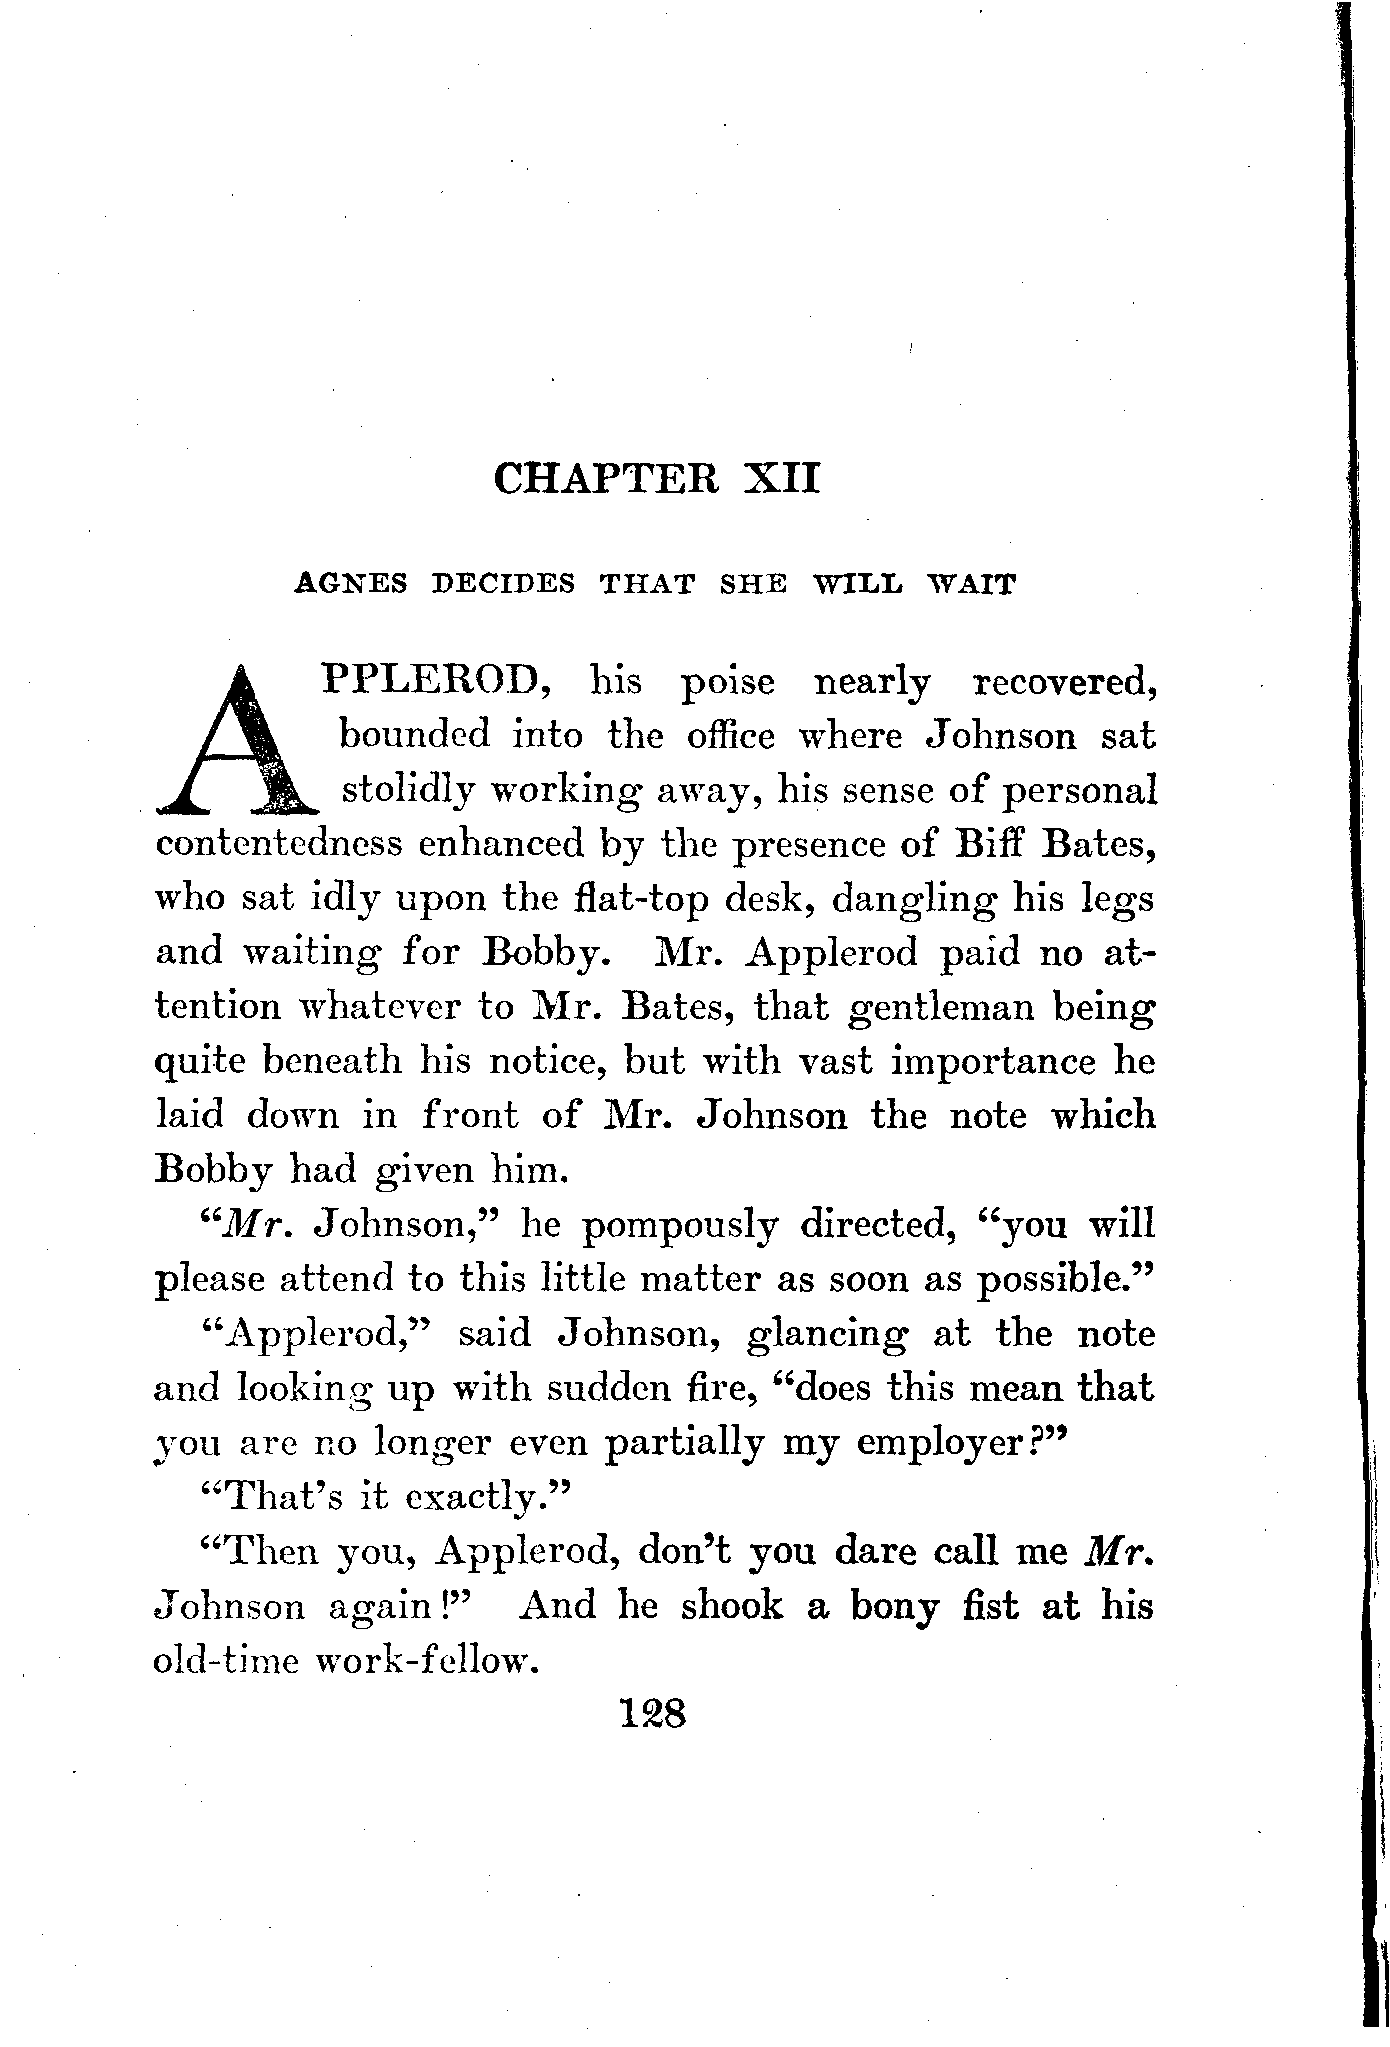 CHAPTER XII
AGNES DECIDES THAT SHE WILL WAIT
APPLEROD, his poise nearly recovered,
bounded into the office where Johnson sat
stolidly working away, his sense of personal
contentedness enhanced by the presence of Biff Bates,
who sat idly upon the flat-top desk, dangling his legs
and waiting for Bobby. Mr. Applerod paid no at-
tention whatever to Mr. Bates, that gentleman being
quite beneath his notice, but with vast importance he
laid down in front of Mr. Johnson the note which
Bobby had given him.
“Mr. Johnson,” he pompously directed, “you will
please attend to this little matter as soon as possible.”
“Applerod,” said Johnson, glancing at the note
and looking up with sudden fire, “does this mean that
you are no longer even partially my employer?”
“That’s it exactly.”
“Then you, Applerod, don’t you dare call me Mr.
Johnson again!” And he shook a bony fist at his
old-time work-fellow.
128